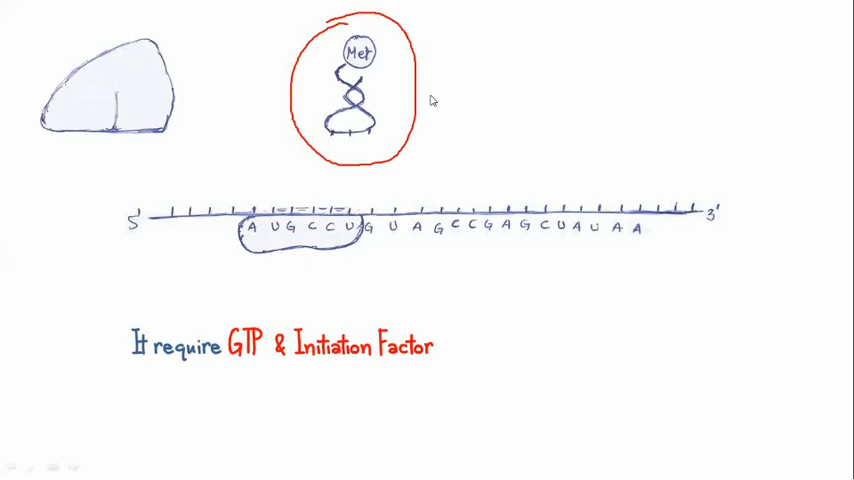 Met
5' 3'
A U G C C U G U A G C C G A G C U A U A A
It require GTP & Initiation Factor